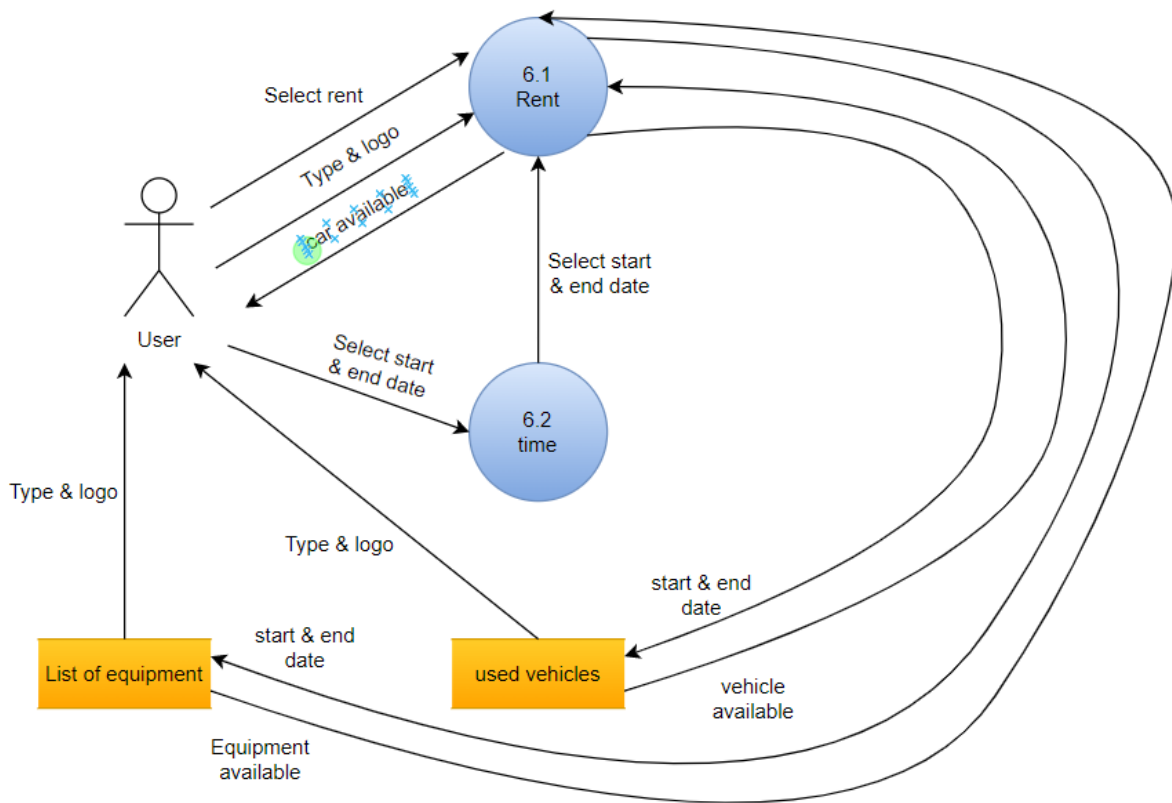 6.1
Rent
Select rent
Type & logo
car available
Select start
& end date
User
Select start
& end date
6.2
time
Type & logo
Type & logo
start & end
date
start & end
date
List of equipment
used vehicles
vehicle
available
Equipment
available